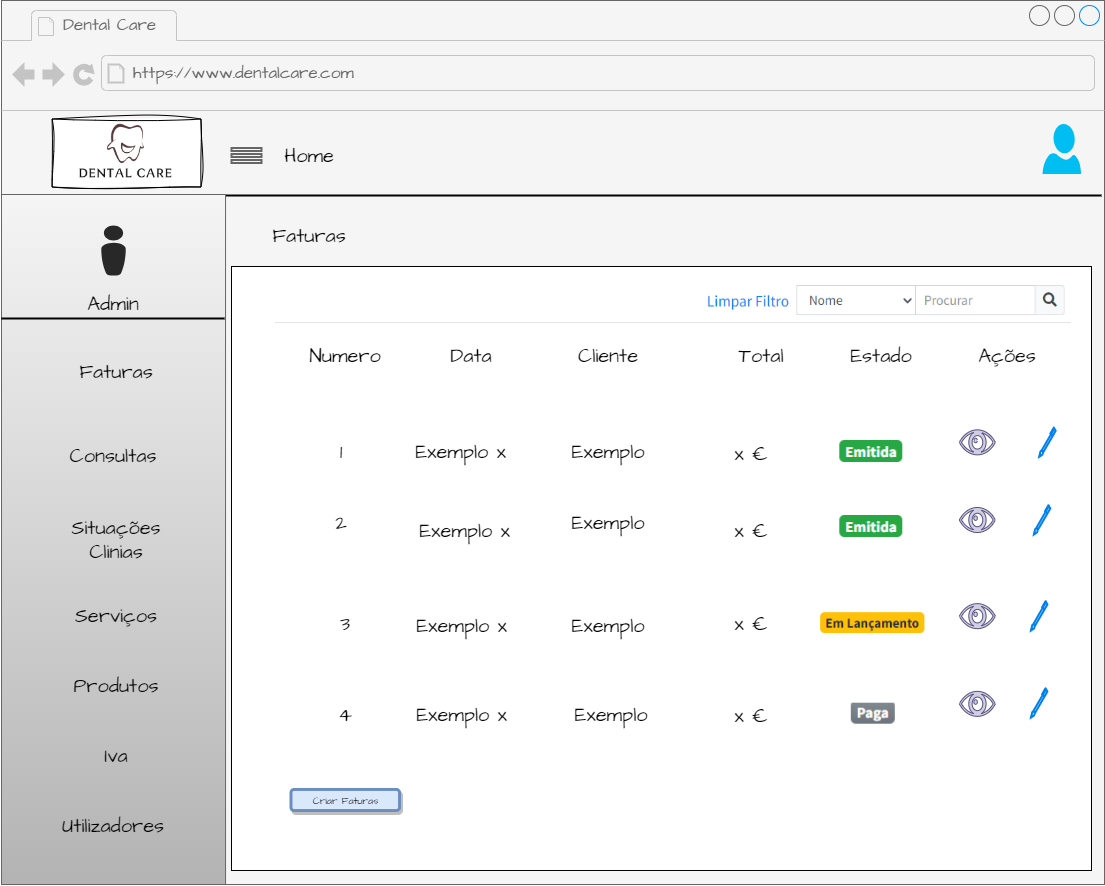 Dental Care
https://www.dentalcare.com
DENTAL CARE
Home
Admin
Faturas
Consultas
Situações
Clinias
Serviços
Produtos
Iva
Utilizadores
Faturas
Limpar Filtro Nome Procurar
Numero Data Cliente Total Estado Ações
1 Exemplo x Exemplo x € Emitida
2 Exemplo x Exemplo x € Emitida
3 Exemplo x Exemplo x € Em Lançamento
4 Exemplo x Exemplo x € Paga
Criar Faturas